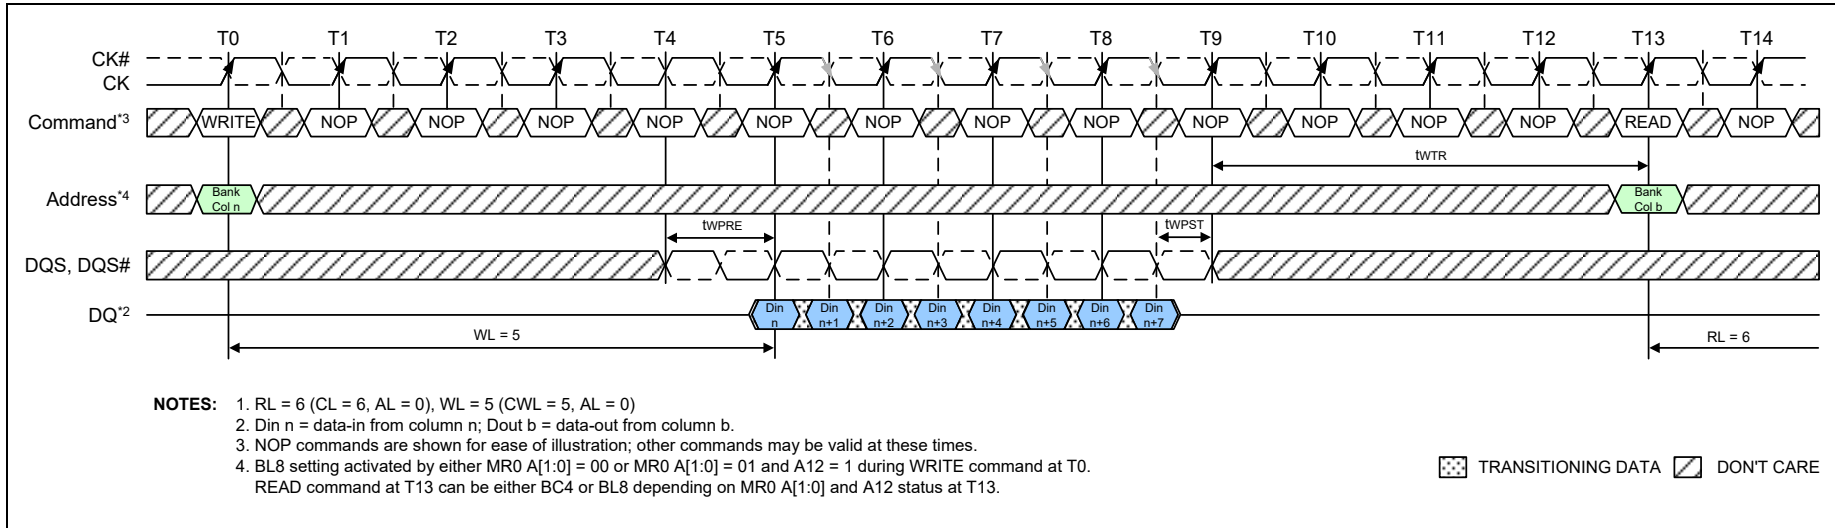 T0 T1 T2 T3 T4 T5 T6 T7 T8 T9 T10 T11 T12 T13 T14
CK#
CK
Command*3 WRITE NOP NOP NOP NOP NOP NOP NOP NOP NOP NOP NOP NOP READ NOP
tWTR
Address*4 Bank Col n Bank Col b
tWPRE tWPST
DQS, DQS#
DQ*2 Din n Din n+1 Din n+2 Din n+3 Din n+4 Din n+5 Din n+6 Din n+7
WL = 5 RL = 6
NOTES: 1. RL = 6 (CL = 6, AL = 0), WL = 5 (CWL = 5, AL = 0)
2. Din n = data-in from column n; Dout b = data-out from column b.
3. NOP commands are shown for ease of illustration; other commands may be valid at these times.
4. BL8 setting activated by either MR0 A[1:0] = 00 or MR0 A[1:0] = 01 and A12 = 1 during WRITE command at T0.
READ command at T13 can be either BC4 or BL8 depending on MR0 A[1:0] and A12 status at T13.
TRANSITIONING DATA DON'T CARE